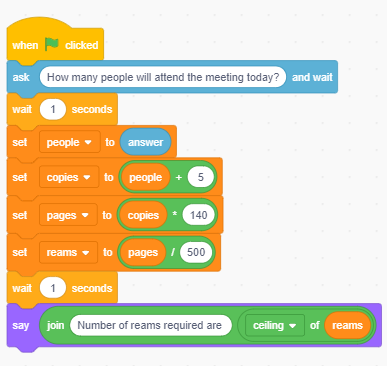 when clicked
ask How many people will attend the meeting today? and wait
wait 1 seconds
set people to answer
set copies to people + 5
set pages to copies * 140
set reams to pages / 500
wait 1 seconds
say join Number of reams required are ceiling of reams